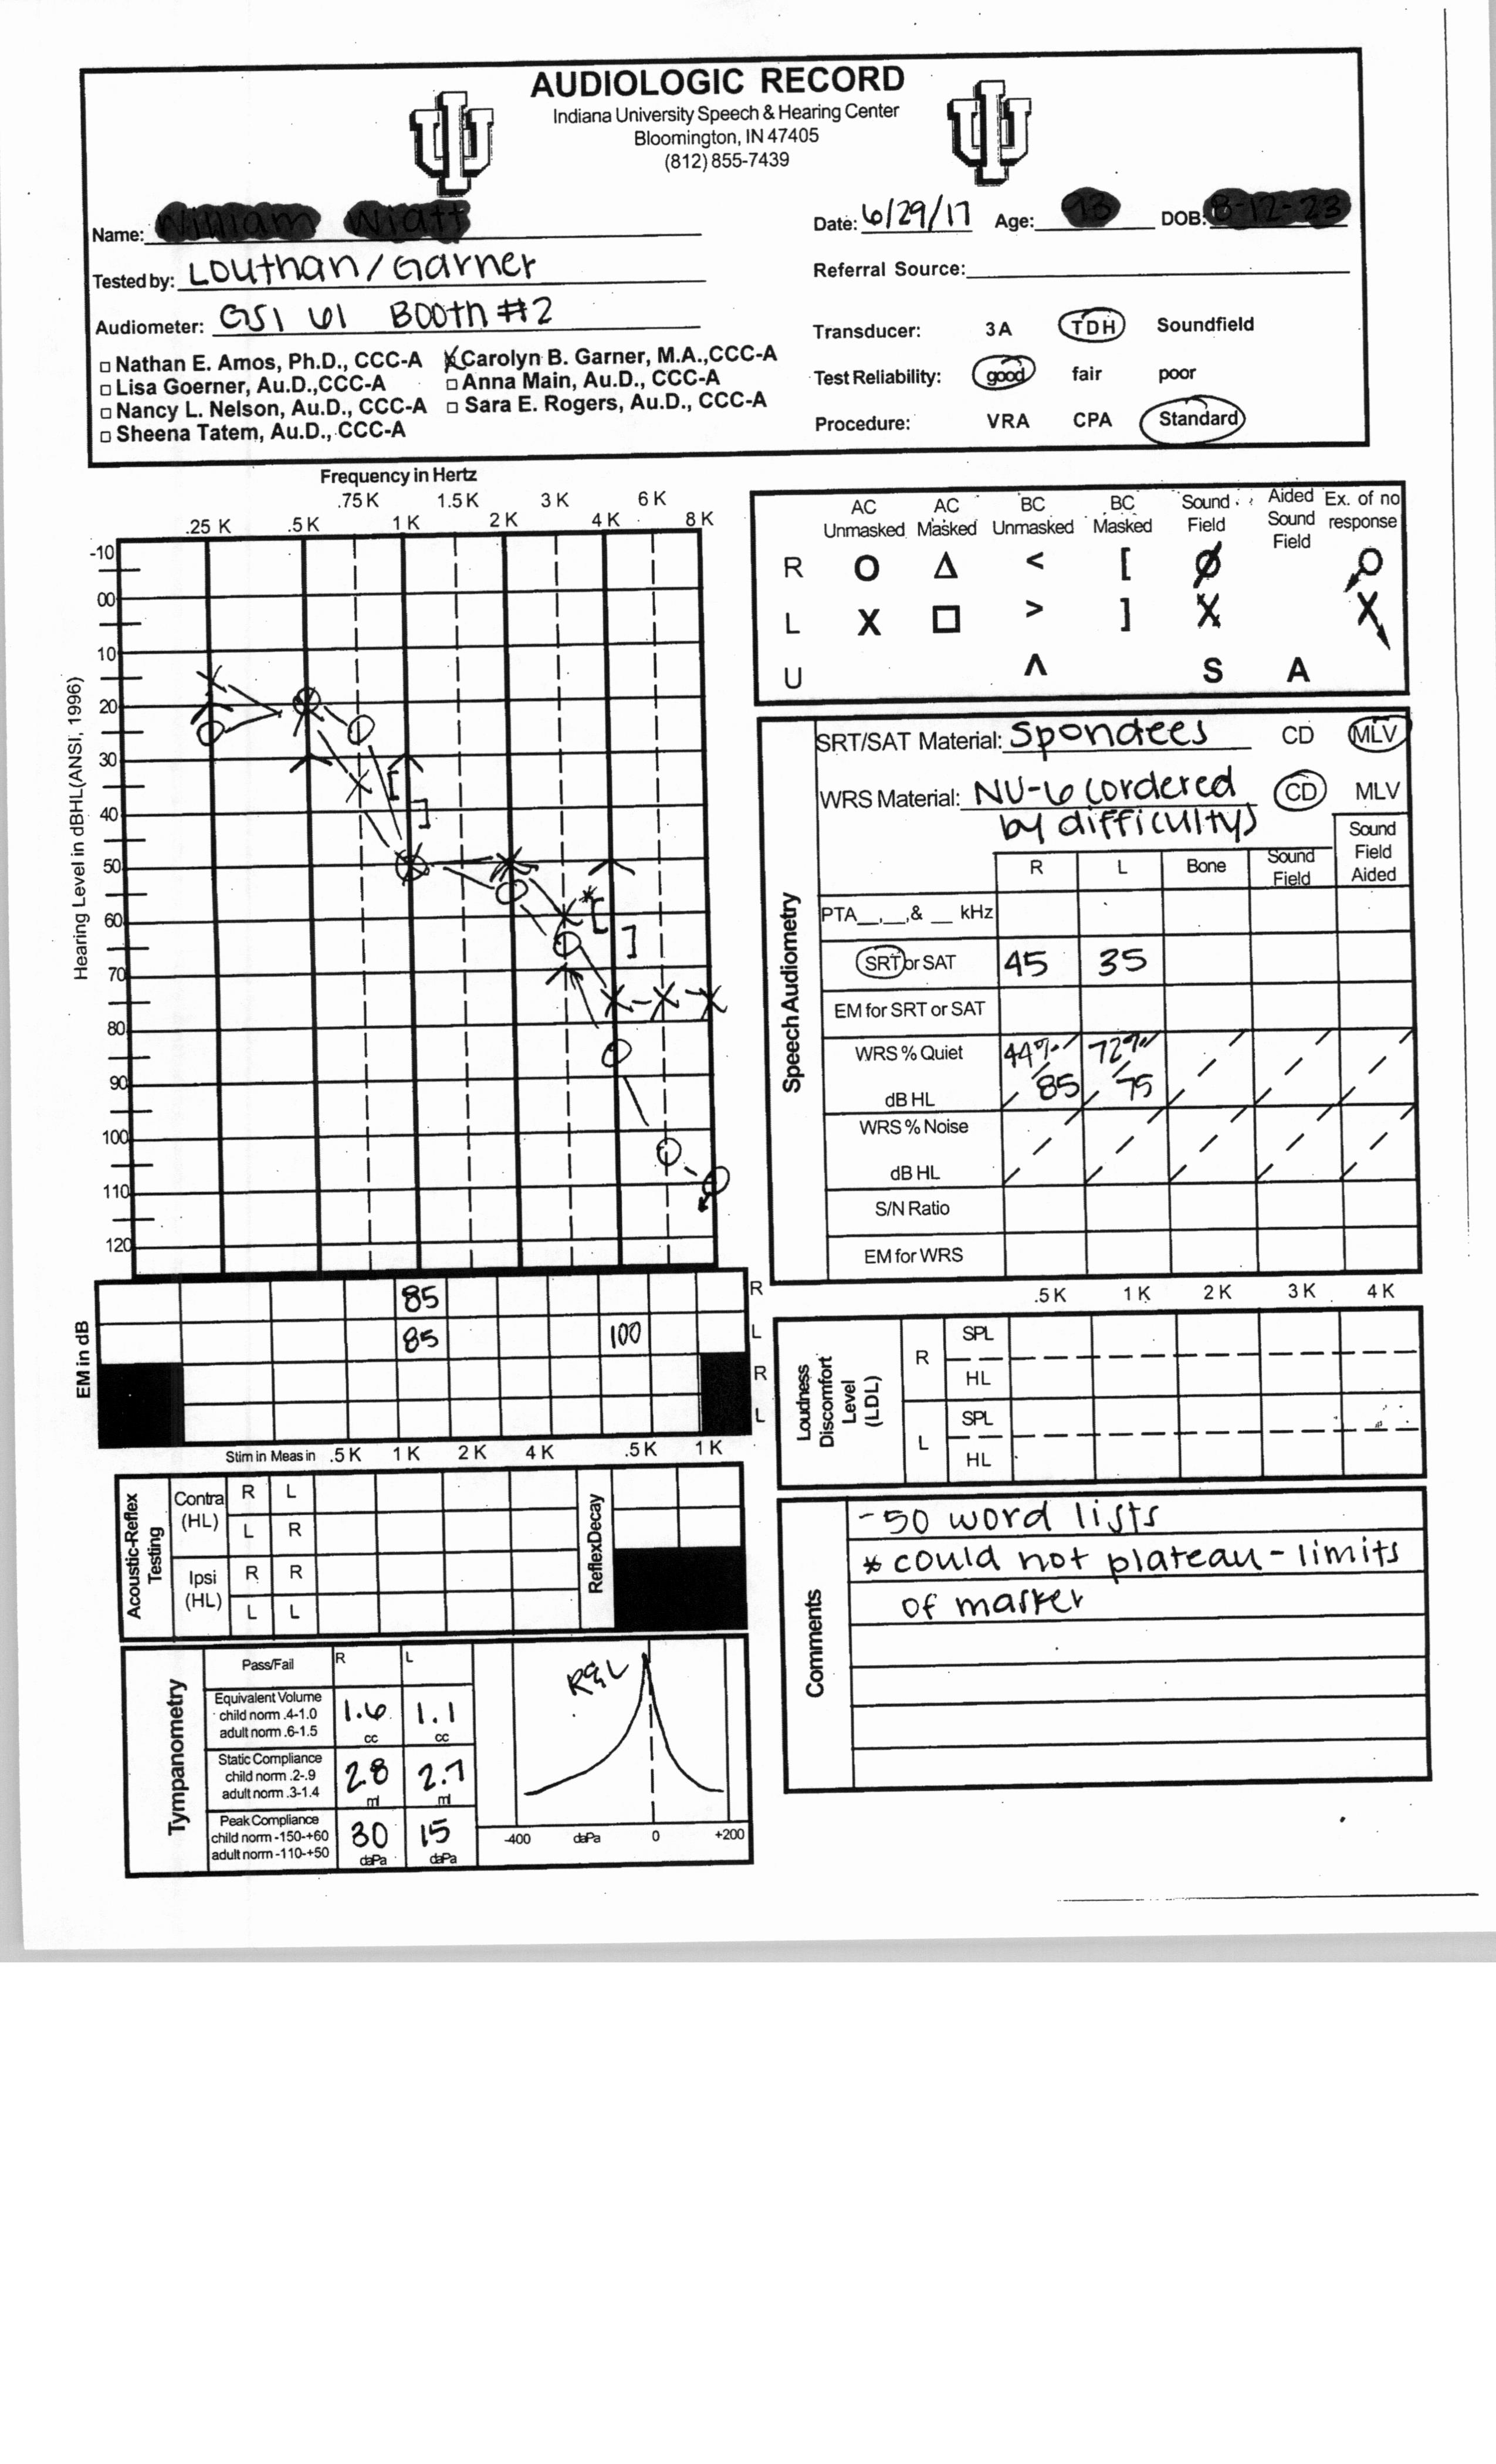 AUDIOLOGIC RECORD
Indiana University Speech & Hearing Center
Bloomington, IN 47405
(812) 855-7439
Name:
Date: 6/29/17 Age: DOB:
Tested by: Louthan/Garner
Referral Source:
Audiometer: GSI 61 Booth #2
Transducer: 3A TDH Soundfield
□ Nathan E. Amos, Ph.D., CCC-A Carolyn B. Garner, M.A.,CCC-A
□ Lisa Goerner, Au.D.,CCC-A □ Anna Main, Au.D., CCC-A
Test Reliability: good fair poor
□ Nancy L. Nelson, Au.D., CCC-A □ Sara E. Rogers, Au.D., CCC-A
□ Sheena Tatem, Au.D., CCC-A
Procedure: VRA CPA Standard
Frequency in Hertz
.75 K 1.5 K 3 K 6 K
.25 K .5 K 1 K 2 K 4 K 8 K
Hearing Level in dBHL(ANSI, 1996)
-10
00
10
20
30
40
50
60
70
80
90
100
110
120
*
AC AC BC BC Sound Aided Ex. of no
Unmasked Masked Unmasked Masked Field Sound Field response
R O Δ < [ Ø
L X □ > ]
U Λ S A
Speech Audiometry
SRT/SAT Material: Spondees CD MLV
WRS Material: NU-6 (ordered CD MLV
by difficulty)
R L Bone Sound Field Sound Field Aided
PTA__,__,& __ kHz
SRT or SAT 45 35
EM for SRT or SAT
WRS % Quiet 44% 72%
dB HL 85 75
WRS % Noise
dB HL
S/N Ratio
EM for WRS
EM in dB
85 R
85 100 L
R
L
.5 K 1 K 2 K 3 K 4 K
Loudness Discomfort Level (LDL)
R SPL
HL
L SPL
HL
Stim in Meas in .5 K 1 K 2 K 4 K .5 K 1 K
Acoustic-Reflex Testing
Contra (HL) R L
L R
Ipsi (HL) R R
L L
Reflex Decay
Comments
-50 word lists
* could not plateau - limits
of masker
Tympanometry
Pass/Fail R L
Equivalent Volume
child norm .4-1.0
adult norm .6-1.5
1.6 cc 1.1 cc
Static Compliance
child norm .2-.9
adult norm .3-1.4
2.8 ml 2.7 ml
Peak Compliance
child norm -150-+60
adult norm -110-+50
30 daPa 15 daPa
R&L
-400 daPa 0 +200